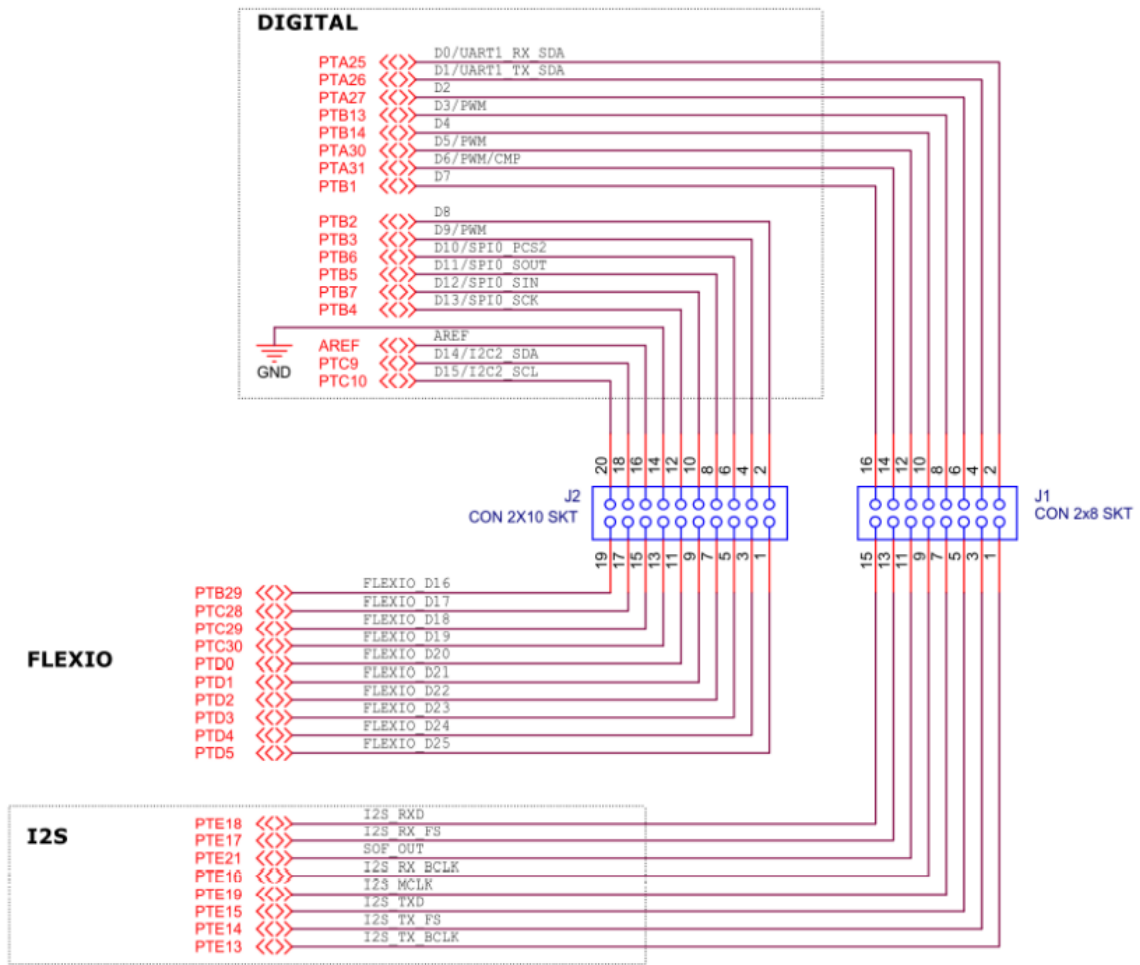 DIGITAL
PTA25 D0/UART1_RX_SDA
PTA26 D1/UART1_TX_SDA
PTA27 D2
PTB13 D3/PWM
PTB14 D4
PTA30 D5/PWM
PTA31 D6/PWM/CMP
PTB1 D7
PTB2 D8
PTB3 D9/PWM
PTB6 D10/SPI0_PCS2
PTB5 D11/SPI0_SOUT
PTB7 D12/SPI0_SIN
PTB4 D13/SPI0_SCK
GND
AREF AREF
PTC9 D14/I2C2_SDA
PTC10 D15/I2C2_SCL
20 18 16 14 12 10 8 6 4 2
16 14 12 10 8 6 4 2
J2
CON 2X10 SKT
J1
CON 2x8 SKT
19 17 15 13 11 9 7 5 3 1
15 13 11 9 7 5 3 1
FLEXIO
PTB29 FLEXIO_D16
PTC28 FLEXIO_D17
PTC29 FLEXIO_D18
PTC30 FLEXIO_D19
PTD0 FLEXIO_D20
PTD1 FLEXIO_D21
PTD2 FLEXIO_D22
PTD3 FLEXIO_D23
PTD4 FLEXIO_D24
PTD5 FLEXIO_D25
I2S
PTE18 I2S_RXD
PTE17 I2S_RX_FS
PTE21 SOF_OUT
PTE16 I2S_RX_BCLK
PTE19 I2S_MCLK
PTE15 I2S_TXD
PTE14 I2S_TX_FS
PTE13 I2S_TX_BCLK